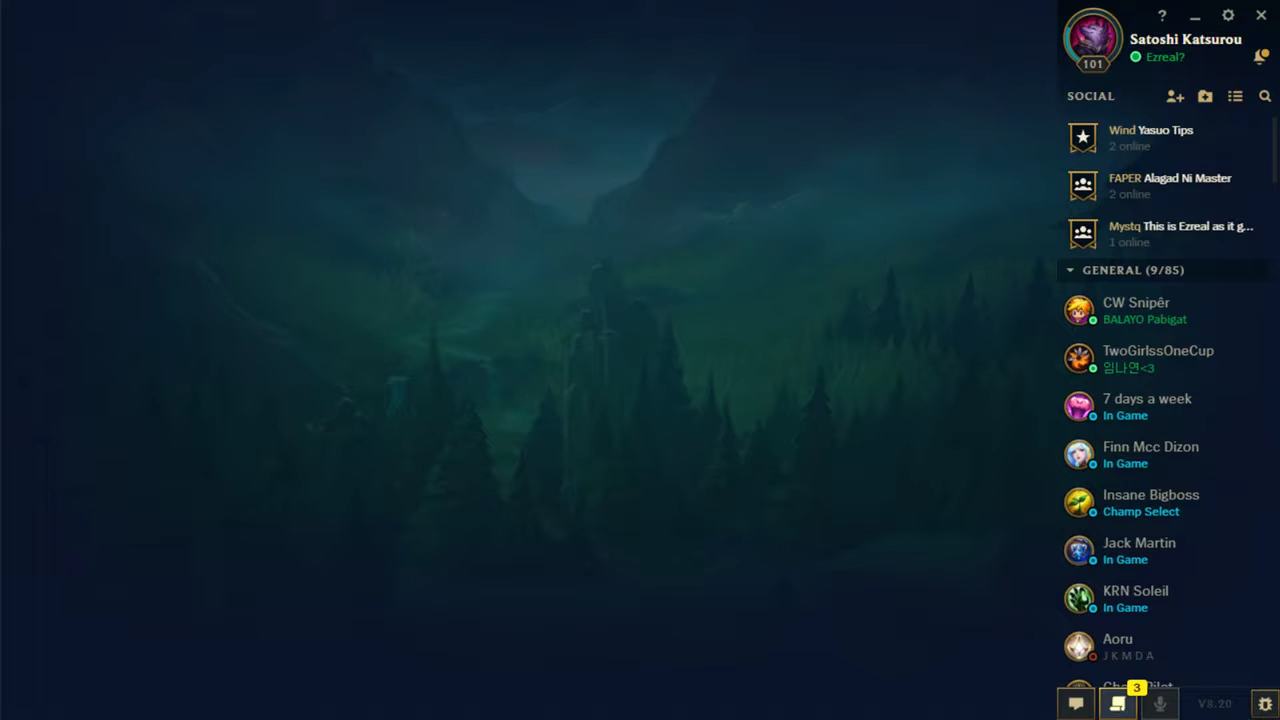 Satoshi Katsurou
101
Ezreal?
SOCIAL
Wind Yasuo Tips
2 online
FAPER Alagad Ni Master
2 online
Mystq This is Ezreal as it g...
1 online
GENERAL (9/85)
CW Snipêr
BALAYO Pabigat
TwoGirlssOneCup
임나연<3
7 days a week
In Game
Finn Mcc Dizon
In Game
Insane Bigboss
Champ Select
Jack Martin
In Game
KRN Soleil
In Game
Aoru
J K M D A
3
V8.20